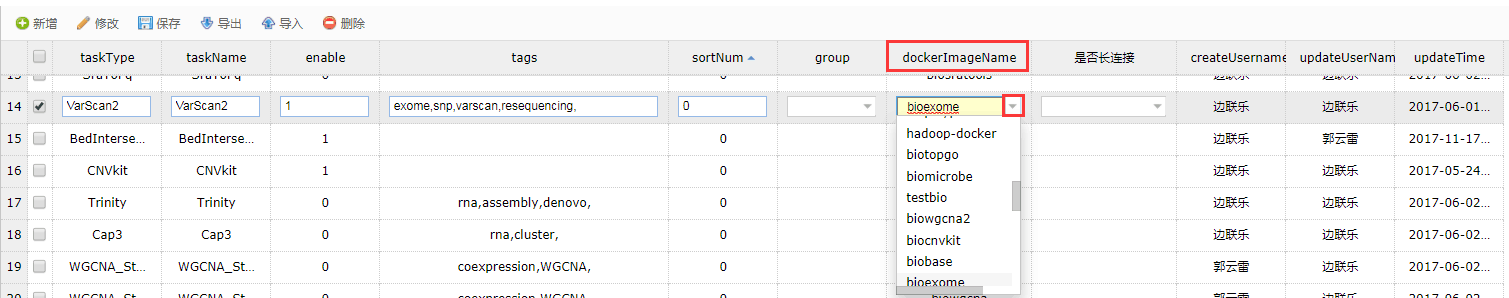 新增 修改 保存 导出 导入 删除
taskType taskName enable tags sortNum group dockerImageName 是否长连接 createUsername updateUserNam updateTime
14 VarScan2 VarScan2 1 exome,snp,varscan,resequencing, 0 bioexome 边联乐 边联乐 2017-06-01...
hadoop-docker
15 BedInterse... BedInterse... 1 0 边联乐 郭云雷 2017-11-17...
biotopgo
16 CNVkit CNVkit 1 0 biomicrobe 边联乐 边联乐 2017-05-24...
testbio
17 Trinity Trinity 0 rna,assembly,denovo, 0 边联乐 边联乐 2017-06-02...
biowgcna2
18 Cap3 Cap3 0 rna,cluster, 0 biocnvkit 边联乐 边联乐 2017-06-02...
biobase
19 WGCNA_St... WGCNA_St... 0 coexpression,WGCNA, 0 郭云雷 边联乐 2017-06-02...
bioexome